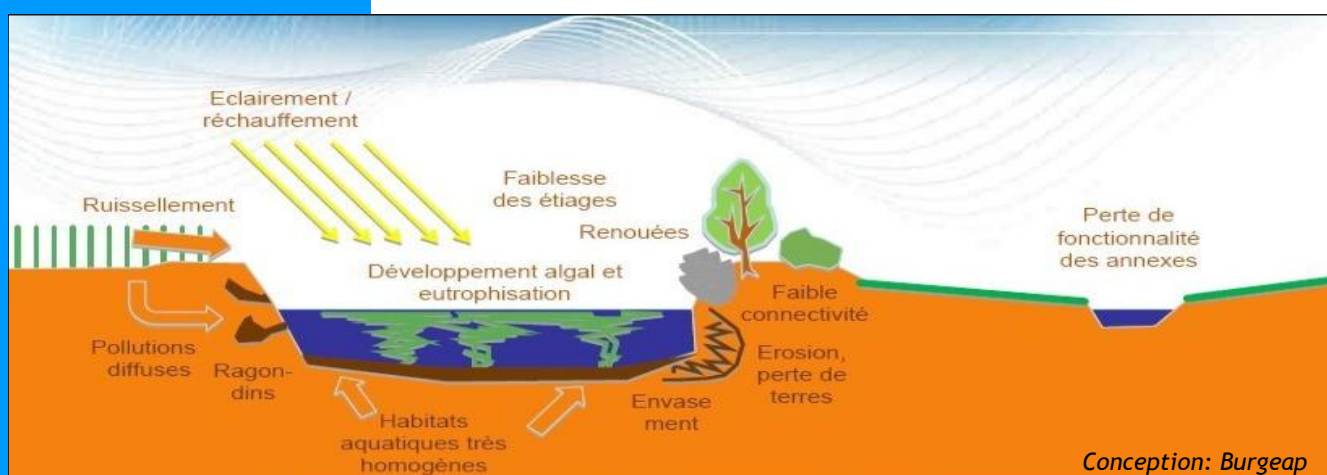 Eclairement /
réchauffement
Ruissellement
Faiblesse
des étiages
Renouées
Développement algal et
eutrophisation
Perte de
fonctionnalité
des annexes
Faible
connectivité
Pollutions
diffuses
Ragon-
dins
Erosion,
perte de
terres
Envase
ment
Habitats
aquatiques très
homogènes
Conception: Burgeap